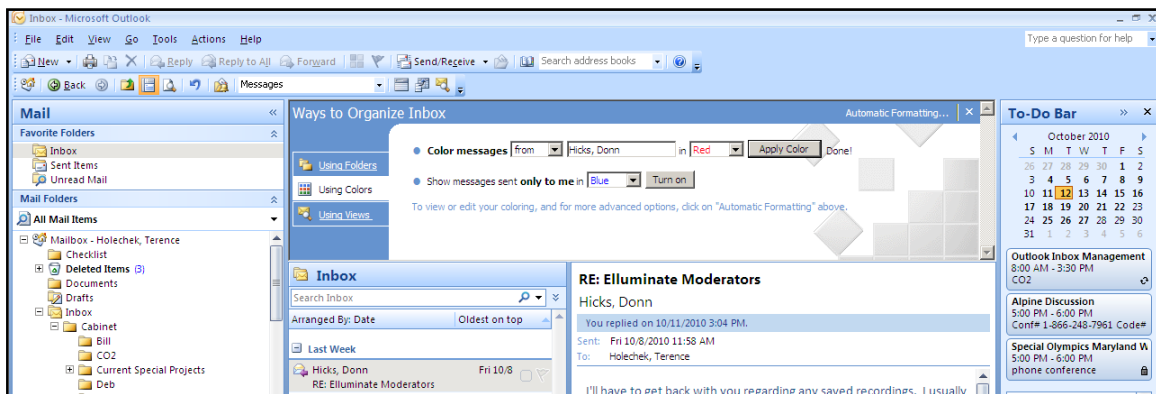 Inbox - Microsoft Outlook
File Edit View Go Tools Actions Help
Type a question for help
New Reply Reply to All Forward Send/Receive Search address books
Back Messages
Mail
Favorite Folders
Inbox
Sent Items
Unread Mail
Mail Folders
All Mail Items
Mailbox - Holechek, Terence
Checklist
Deleted Items (3)
Documents
Drafts
Inbox
Cabinet
Bill
CO2
Current Special Projects
Deb
Ways to Organize Inbox
Automatic Formatting...
Using Folders
Using Colors
Using Views
Color messages from Hicks, Donn in Red Apply Color Done!
Show messages sent only to me in Blue Turn on
To view or edit your coloring, and for more advanced options, click on "Automatic Formatting" above.
Inbox
Search Inbox
Arranged By: Date Oldest on top
Last Week
Hicks, Donn Fri 10/8
RE: Elluminate Moderators
RE: Elluminate Moderators
Hicks, Donn
You replied on 10/11/2010 3:04 PM.
Sent: Fri 10/8/2010 11:58 AM
To: Holechek, Terence
I'll have to get back with you regarding any saved recordings. I usually
To-Do Bar
October 2010
S M T W T F S
26 27 28 29 30 1 2
3 4 5 6 7 8 9
10 11 12 13 14 15 16
17 18 19 20 21 22 23
24 25 26 27 28 29 30
31 1 2 3 4 5 6
Outlook Inbox Management
8:00 AM - 3:30 PM
CO2
Alpine Discussion
5:00 PM - 6:00 PM
Conf# 1-866-248-7961 Code#
Special Olympics Maryland W
5:00 PM - 6:00 PM
phone conference